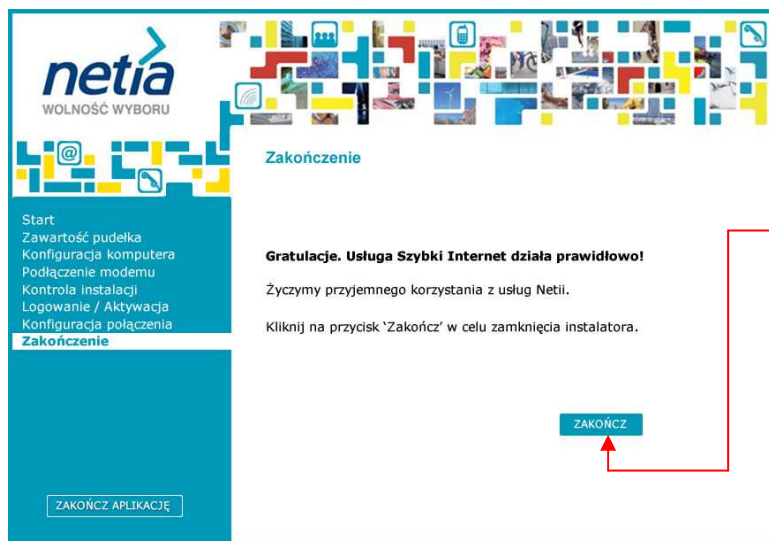 netia
WOLNOŚĆ WYBORU
@
Start
Zawartość pudełka
Konfiguracja komputera
Podłączenie modemu
Kontrola instalacji
Logowanie / Aktywacja
Konfiguracja połączenia
Zakończenie
ZAKOŃCZ APLIKACJĘ
Zakończenie
Gratulacje. Usługa Szybki Internet działa prawidłowo!
Życzymy przyjemnego korzystania z usług Netii.
Kliknij na przycisk ‘Zakończ’ w celu zamknięcia instalatora.
ZAKOŃCZ